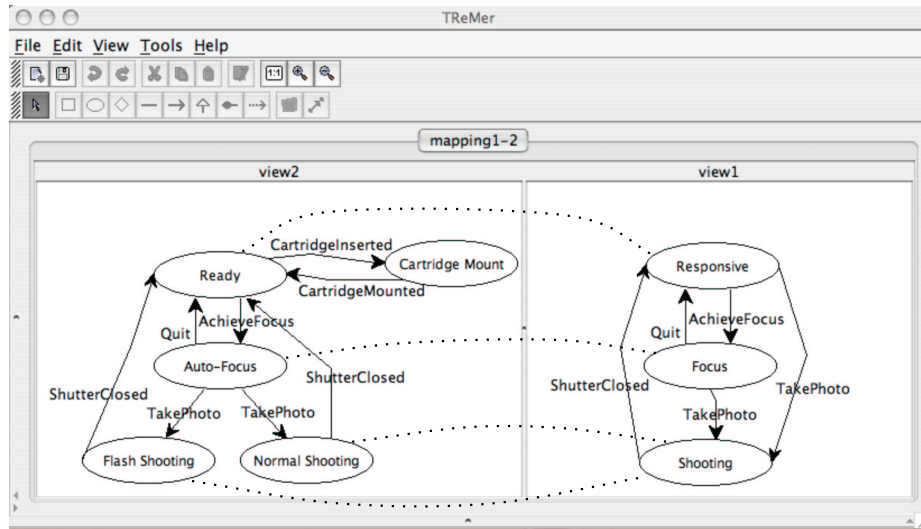 TReMer
File Edit View Tools Help
1:1
mapping1-2
view2
view1
CartridgeInserted
Ready
Cartridge Mount
CartridgeMounted
AchieveFocus
Quit
Auto-Focus
ShutterClosed
ShutterClosed
TakePhoto
TakePhoto
Flash Shooting
Normal Shooting
Responsive
AchieveFocus
Quit
Focus
ShutterClosed
TakePhoto
TakePhoto
Shooting